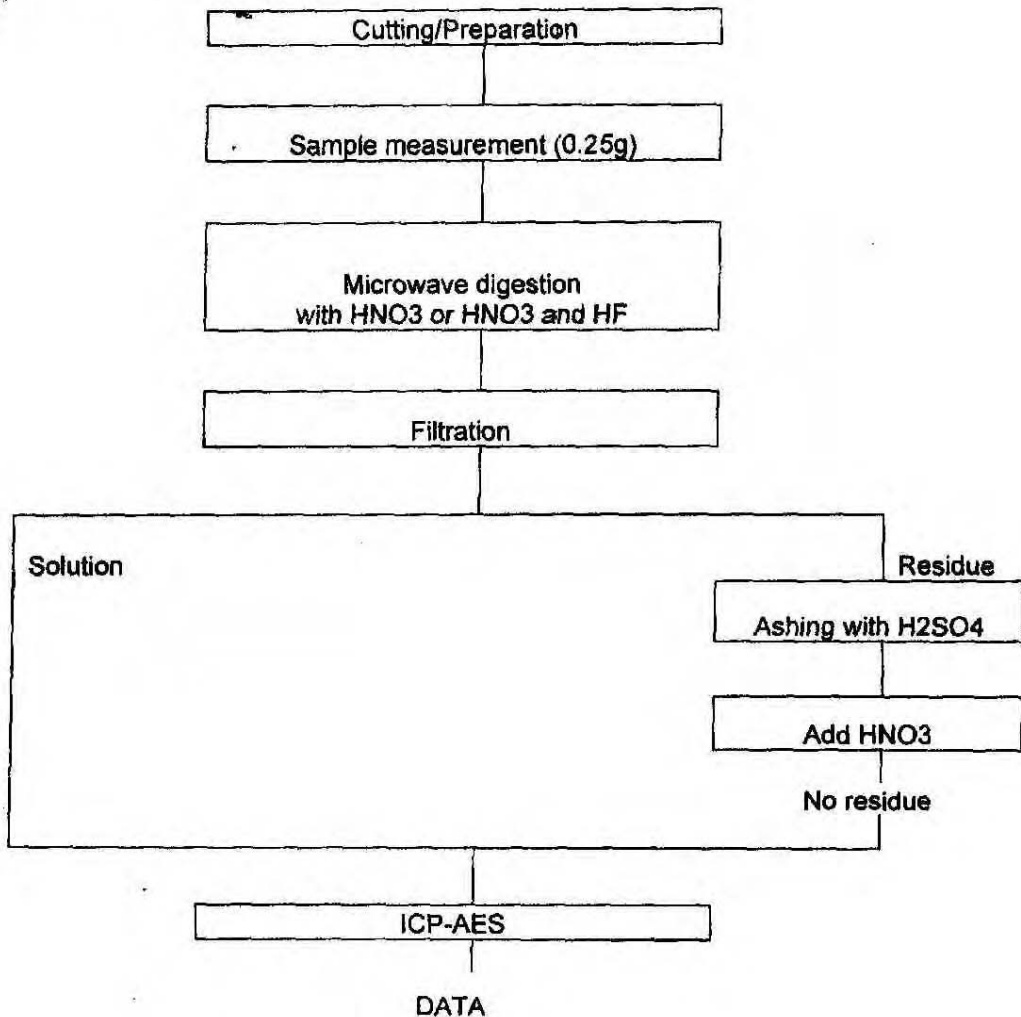 Cutting/Preparation
Sample measurement (0.25g)
Microwave digestion
with HNO3 or HNO3 and HF
Filtration
Solution
Residue
Ashing with H2SO4
Add HNO3
No residue
ICP-AES
DATA